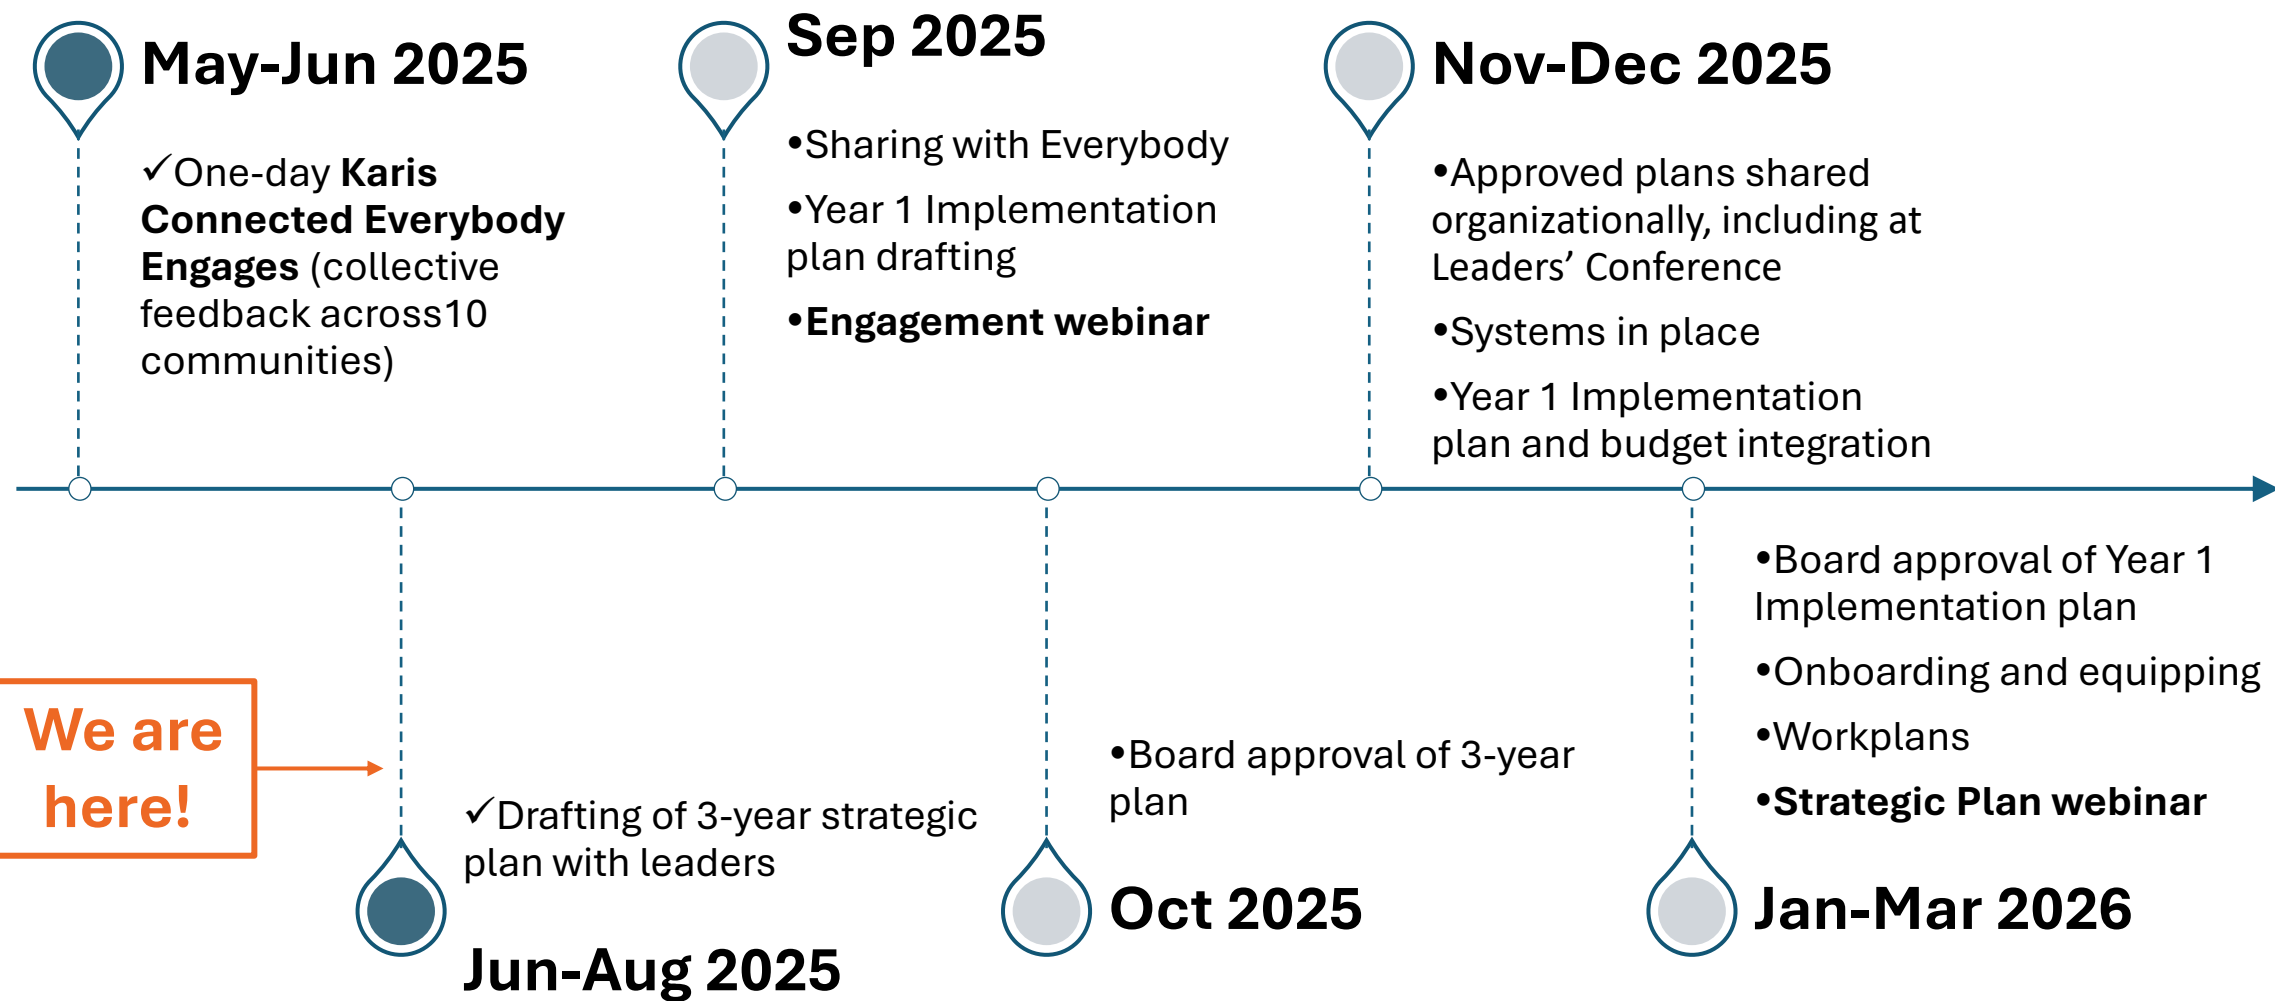 May-Jun 2025
✓One-day Karis
Connected Everybody
Engages (collective
feedback across10
communities)
Sep 2025
•Sharing with Everybody
•Year 1 Implementation
plan drafting
•Engagement webinar
Nov-Dec 2025
•Approved plans shared
organizationally, including at
Leaders’ Conference
•Systems in place
•Year 1 Implementation
plan and budget integration
We are
here!
✓Drafting of 3-year strategic
plan with leaders
Jun-Aug 2025
•Board approval of 3-year
plan
Oct 2025
•Board approval of Year 1
Implementation plan
•Onboarding and equipping
•Workplans
•Strategic Plan webinar
Jan-Mar 2026